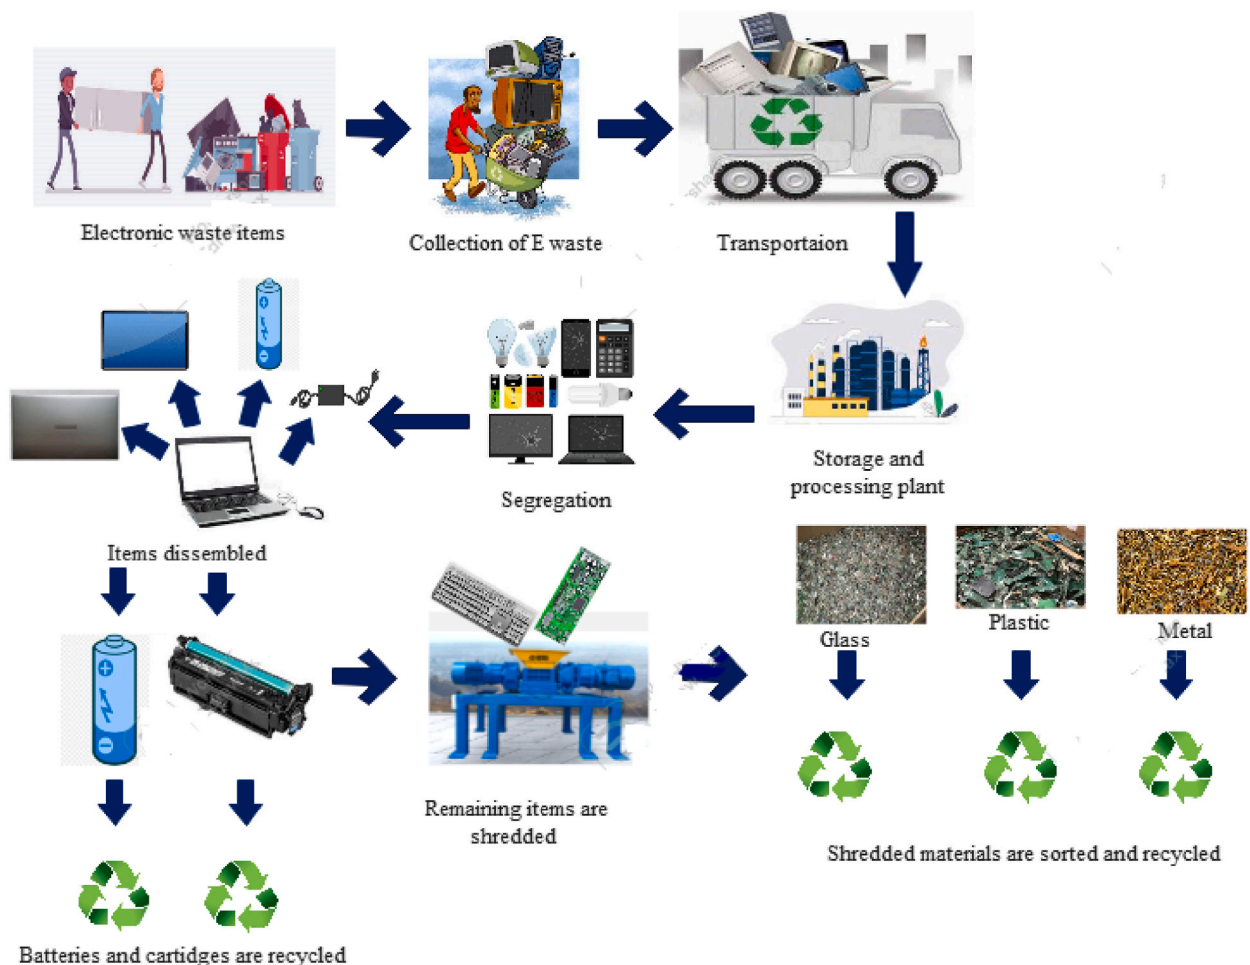 Electronic waste items
Collection of E waste
Transportaion
Storage and
processing plant
Segregation
Items dissembled
Glass
Plastic
Metal
Remaining items are
shredded
Shredded materials are sorted and recycled
Batteries and cartidges are recycled